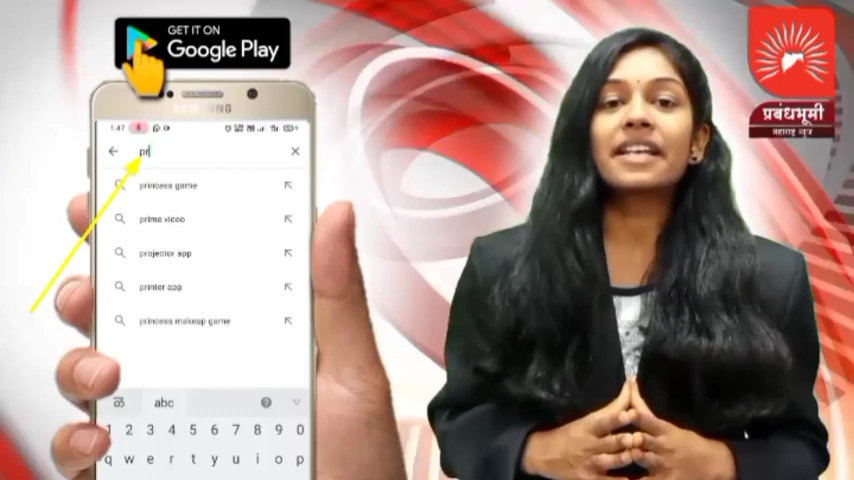 GET IT ON
Google Play
SAMSUNG
1:47
pr
princess game
prime video
projector app
printer app
princess makeup game
ळ abc
1 2 3 4 5 6 7 8 9 0
q w e r t y u i o p
प्रबंधभूमी
महाराष्ट्र न्यूज